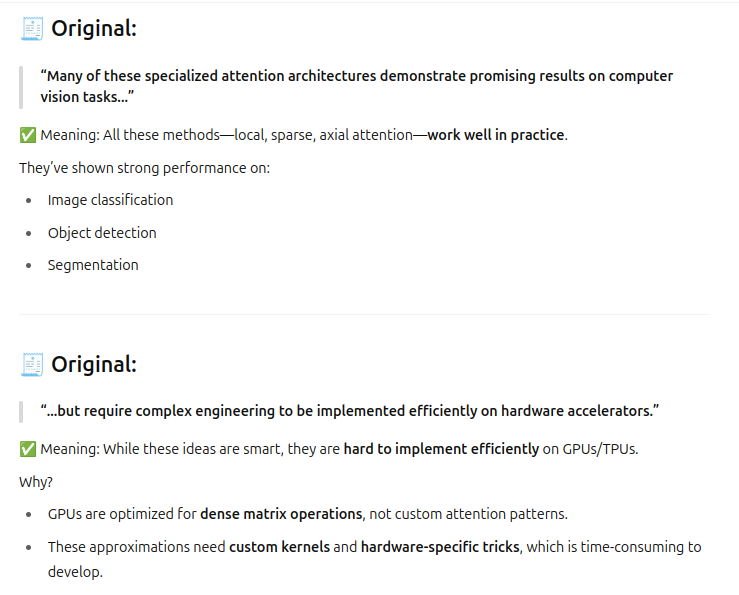 🧾 Original:
“Many of these specialized attention architectures demonstrate promising results on computer
vision tasks...”
✅ Meaning: All these methods—local, sparse, axial attention—work well in practice.
They’ve shown strong performance on:
• Image classification
• Object detection
• Segmentation
🧾 Original:
“...but require complex engineering to be implemented efficiently on hardware accelerators.”
✅ Meaning: While these ideas are smart, they are hard to implement efficiently on GPUs/TPUs.
Why?
• GPUs are optimized for dense matrix operations, not custom attention patterns.
• These approximations need custom kernels and hardware-specific tricks, which is time-consuming to
develop.